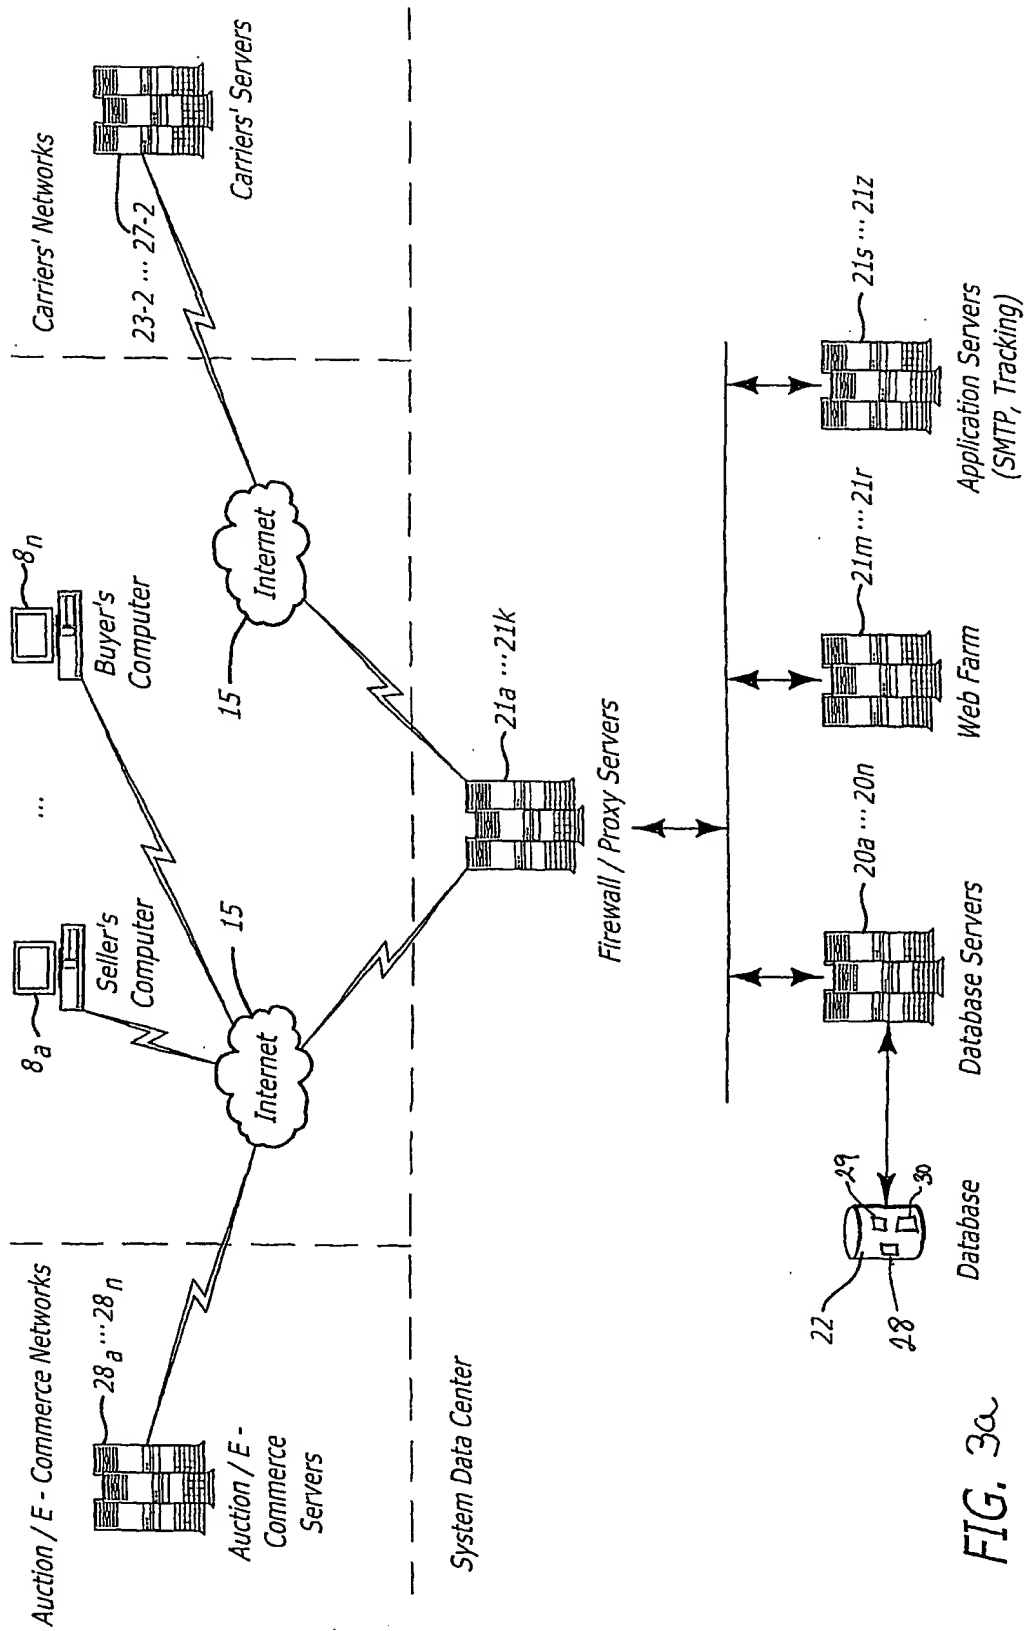 Auction / E - Commerce Networks
Carriers' Networks
8a
Seller's
Computer
...
8n
Buyer's
Computer
28a ... 28n
Auction / E -
Commerce
Servers
23-2 ... 27-2
Carriers' Servers
15
Internet
15
Internet
System Data Center
21a ... 21k
Firewall / Proxy Servers
22
29
30
28
Database
20a ... 20n
Database Servers
21m ... 21r
Web Farm
21s ... 21z
Application Servers
(SMTP, Tracking)
FIG. 3a